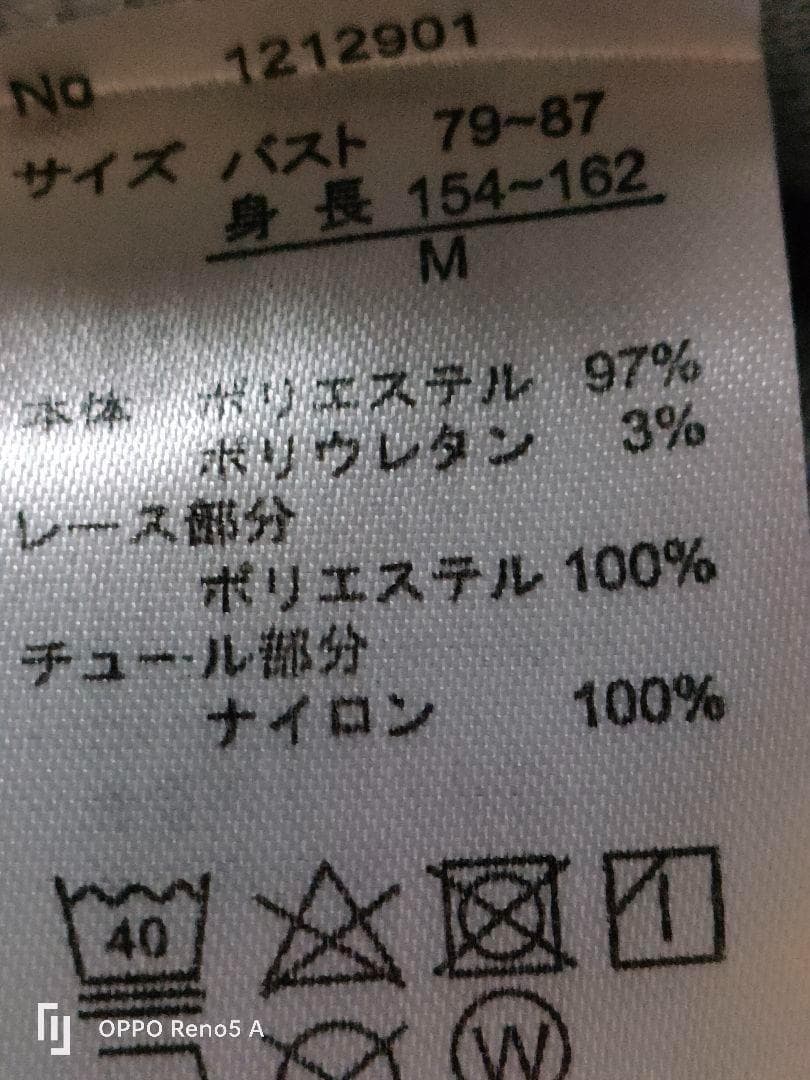 No 1212901
サイズ バスト 79~87
身長 154~162
M
本体 ポリエステル 97%
ポリウレタン 3%
レース部分
ポリエステル 100%
チュール部分
ナイロン 100%
40
W
OPPO Reno5 A